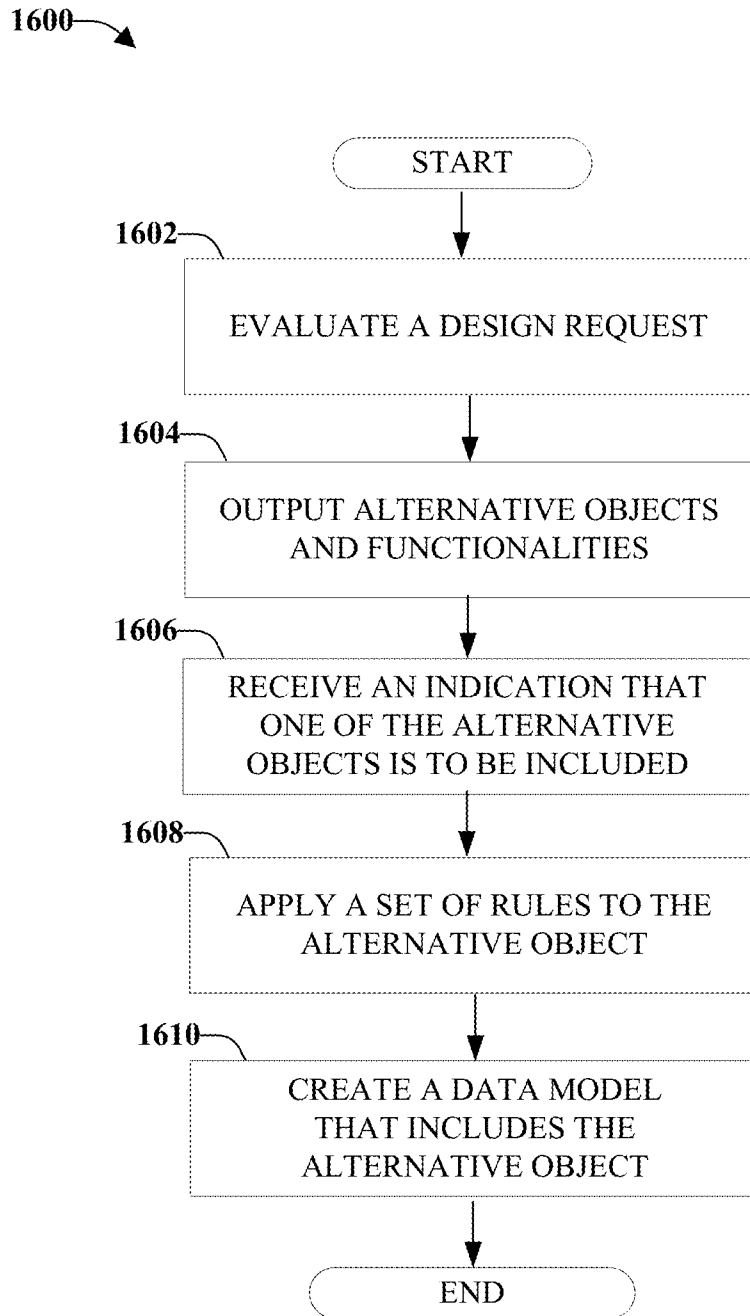 1600
START
1602
EVALUATE A DESIGN REQUEST
1604
OUTPUT ALTERNATIVE OBJECTS
AND FUNCTIONALITIES
1606
RECEIVE AN INDICATION THAT
ONE OF THE ALTERNATIVE
OBJECTS IS TO BE INCLUDED
1608
APPLY A SET OF RULES TO THE
ALTERNATIVE OBJECT
1610
CREATE A DATA MODEL
THAT INCLUDES THE
ALTERNATIVE OBJECT
END